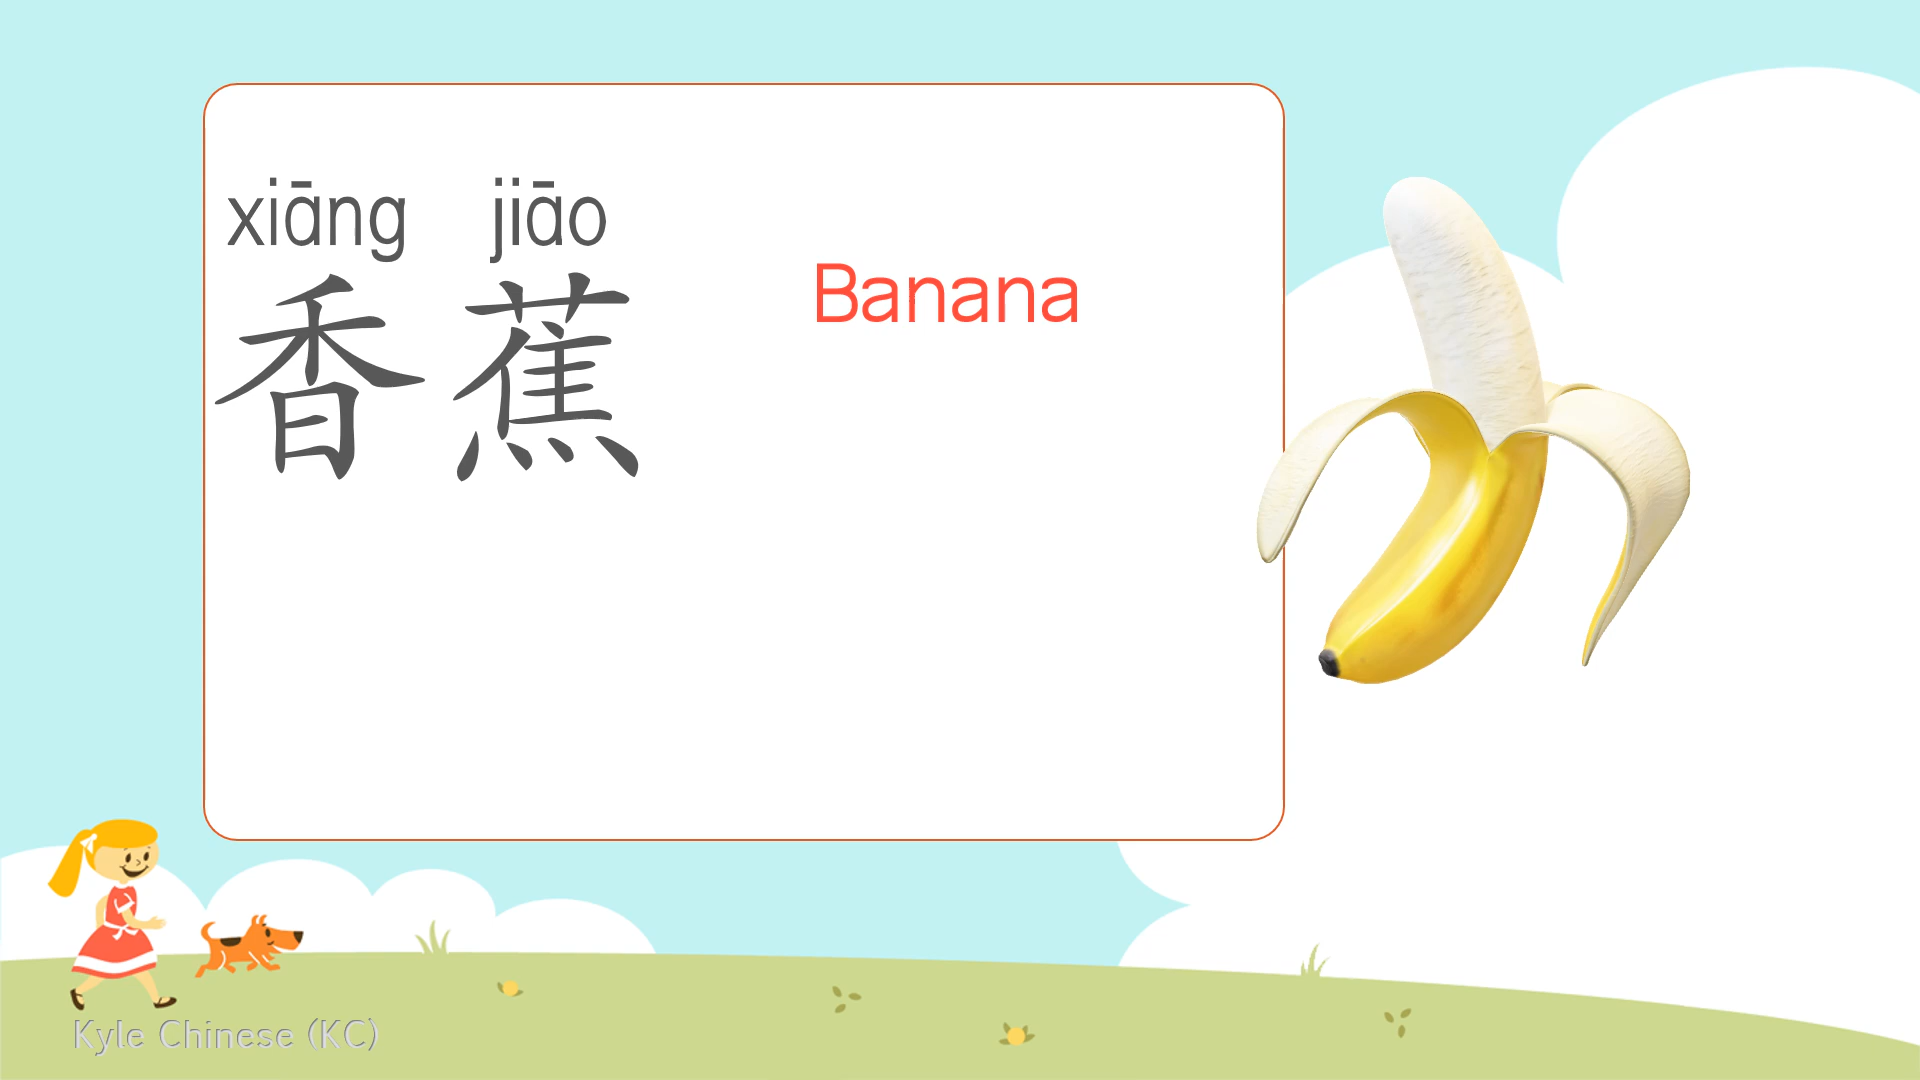 xiāng jiāo
香蕉
Banana
Kyle Chinese (KC)